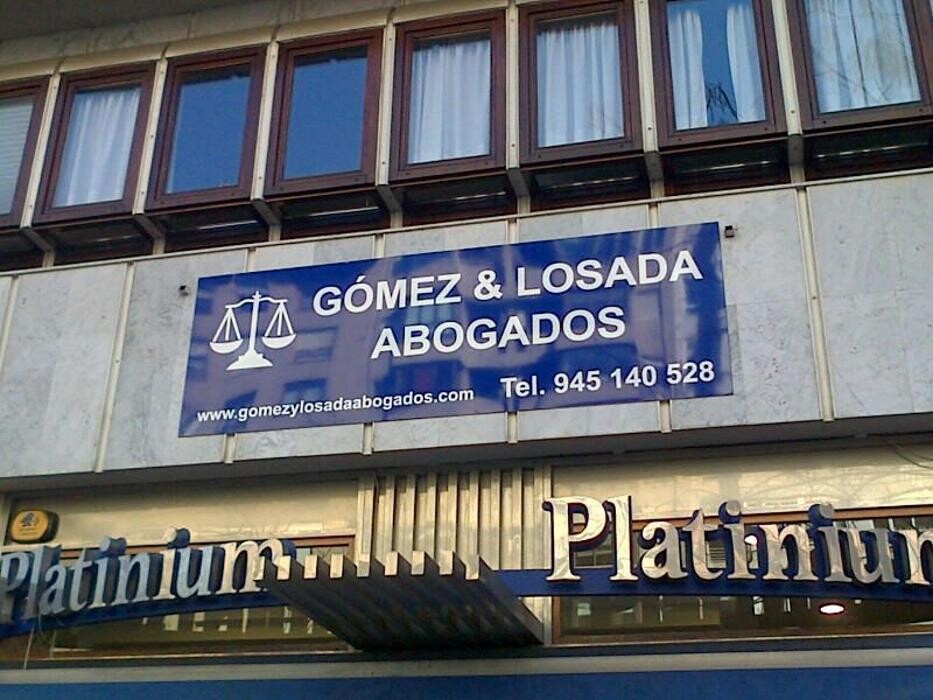 GÓMEZ & LOSADA
ABOGADOS
www.gomezylosadaabogados.com
Tel. 945 140 528
Platinium
Platinium